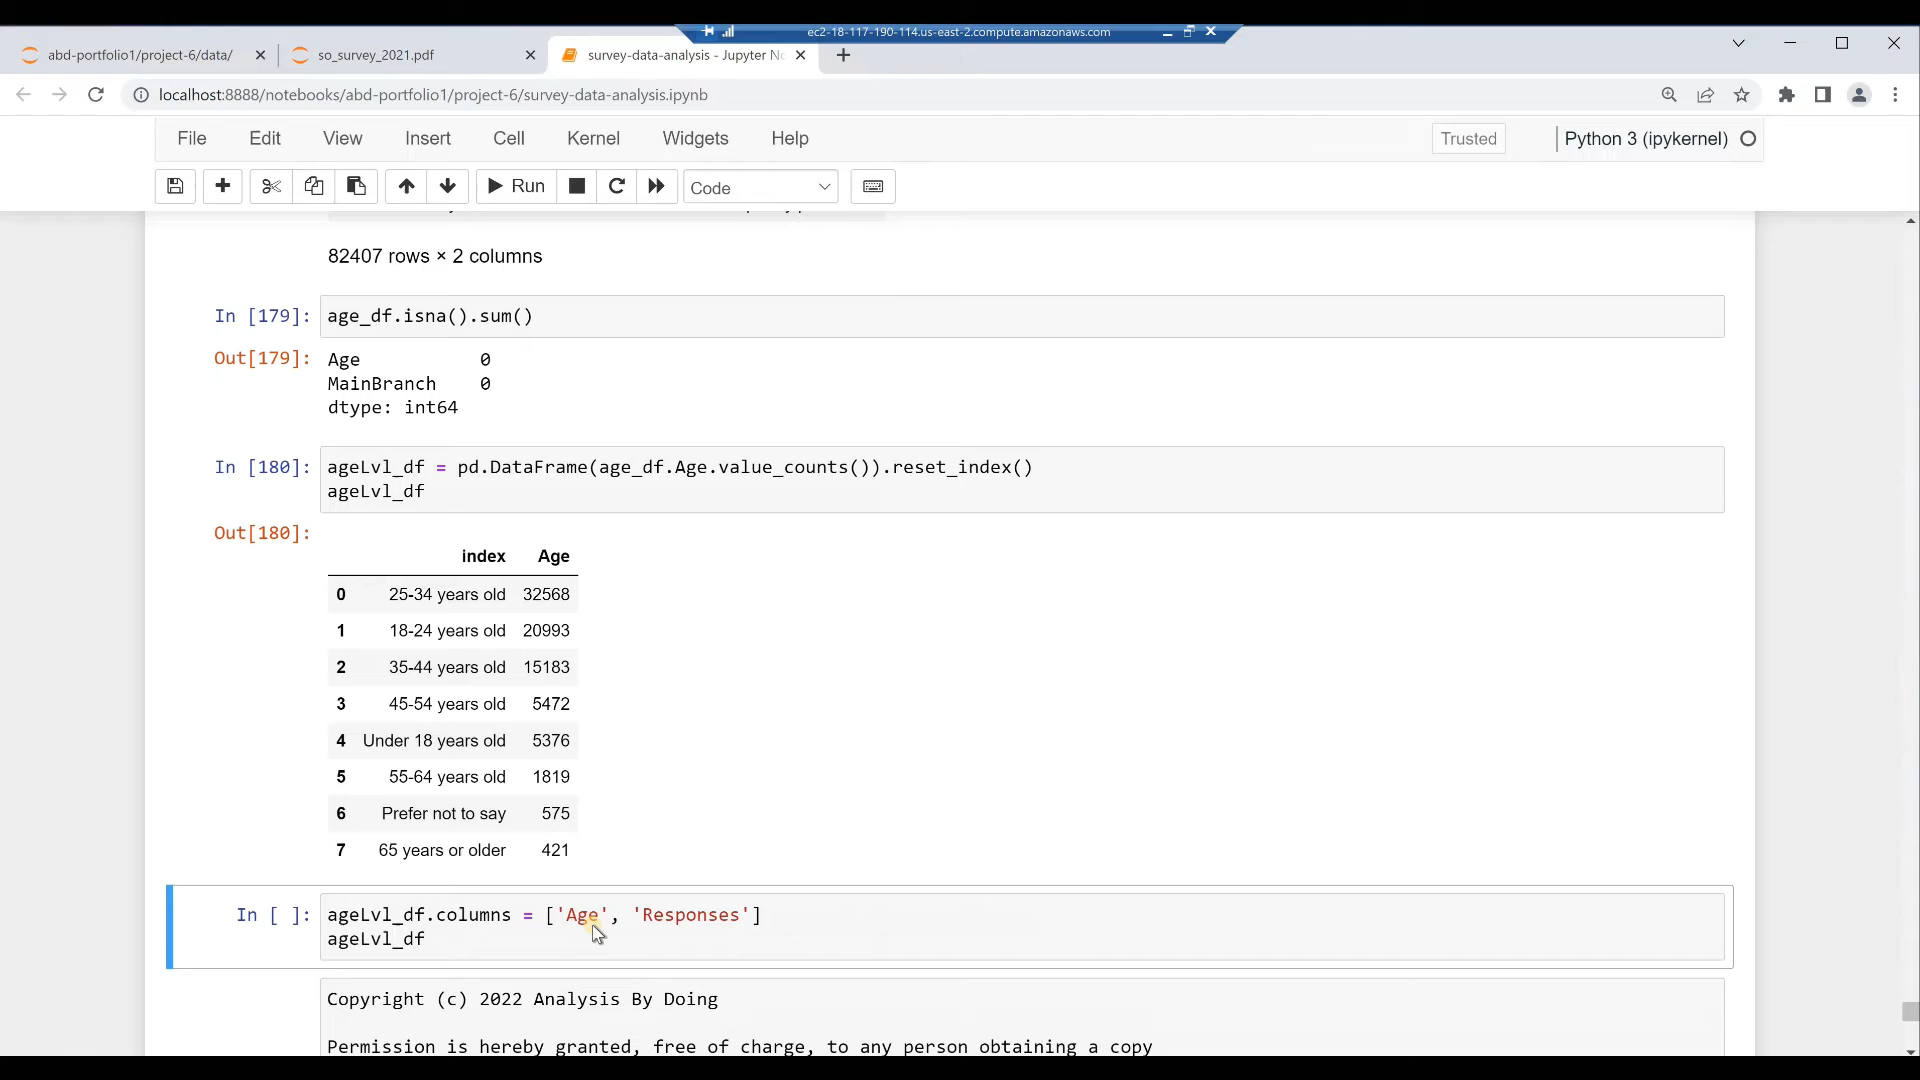 ec2-18-117-190-114.us-east-2.compute.amazonaws.com
abd-portfolio1/project-6/data/
so_survey_2021.pdf
survey-data-analysis - Jupyter No
localhost:8888/notebooks/abd-portfolio1/project-6/survey-data-analysis.ipynb
File Edit View Insert Cell Kernel Widgets Help
Trusted
Python 3 (ipykernel)
Run
Code
82407 rows × 2 columns
In [179]: age_df.isna().sum()
Out[179]: Age 0
MainBranch 0
dtype: int64
In [180]: ageLvl_df = pd.DataFrame(age_df.Age.value_counts()).reset_index()
ageLvl_df
Out[180]:
index Age
0 25-34 years old 32568
1 18-24 years old 20993
2 35-44 years old 15183
3 45-54 years old 5472
4 Under 18 years old 5376
5 55-64 years old 1819
6 Prefer not to say 575
7 65 years or older 421
In [ ]: ageLvl_df.columns = ['Age', 'Responses']
ageLvl_df
Copyright (c) 2022 Analysis By Doing
Permission is hereby granted, free of charge, to any person obtaining a copy